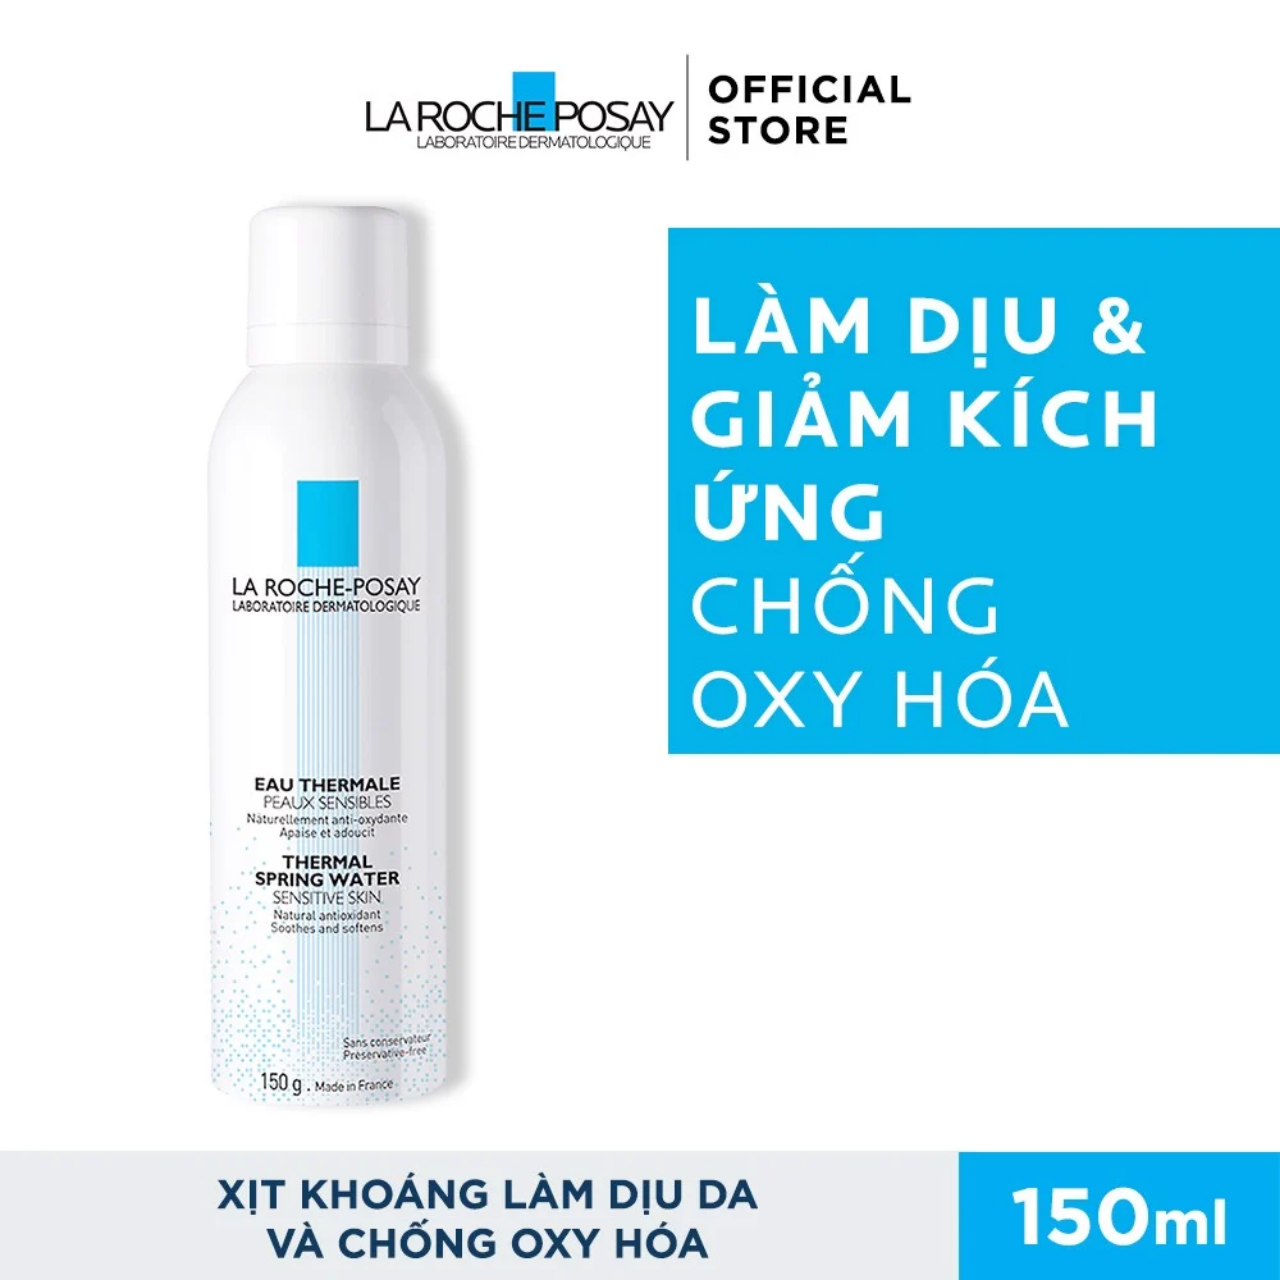 LA ROCHE POSAY
LABORATOIRE DERMATOLOGIQUE
OFFICIAL
STORE
LÀM DỊU &
GIẢM KÍCH
ỨNG
CHỐNG
OXY HÓA
LA ROCHE-POSAY
LABORATOIRE DERMATOLOGIQUE
EAU THERMALE
PEAUX SENSIBLES
Naturellement anti-oxydante
Apaise et adoucit
THERMAL
SPRING WATER
SENSITIVE SKIN
Natural antioxidant
Soothes and softens
Sans conservateur
Preservative-free
150 g . Made in France
XỊT KHOÁNG LÀM DỊU DA
VÀ CHỐNG OXY HÓA
150ml